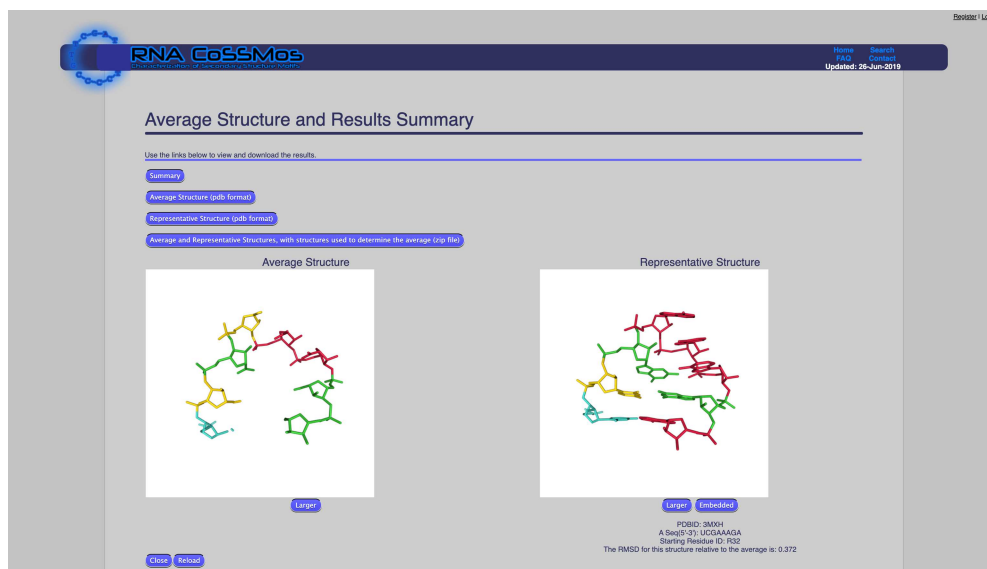 Register | Lo
RNA CoSSMos
Characterization of Secondary Structure Motifs
Home Search
FAQ Contact
Updated: 26-Jun-2019
Average Structure and Results Summary
Use the links below to view and download the results.
Summary
Average Structure (pdb format)
Representative Structure (pdb format)
Average and Representative Structures, with structures used to determine the average (zip file)
Average Structure Representative Structure
Larger Larger Embedded
PDBID: 3MXH
A Seq(5'-3'): UCGAAAGA
Starting Residue ID: R32
The RMSD for this structure relative to the average is: 0.372
Close Reload